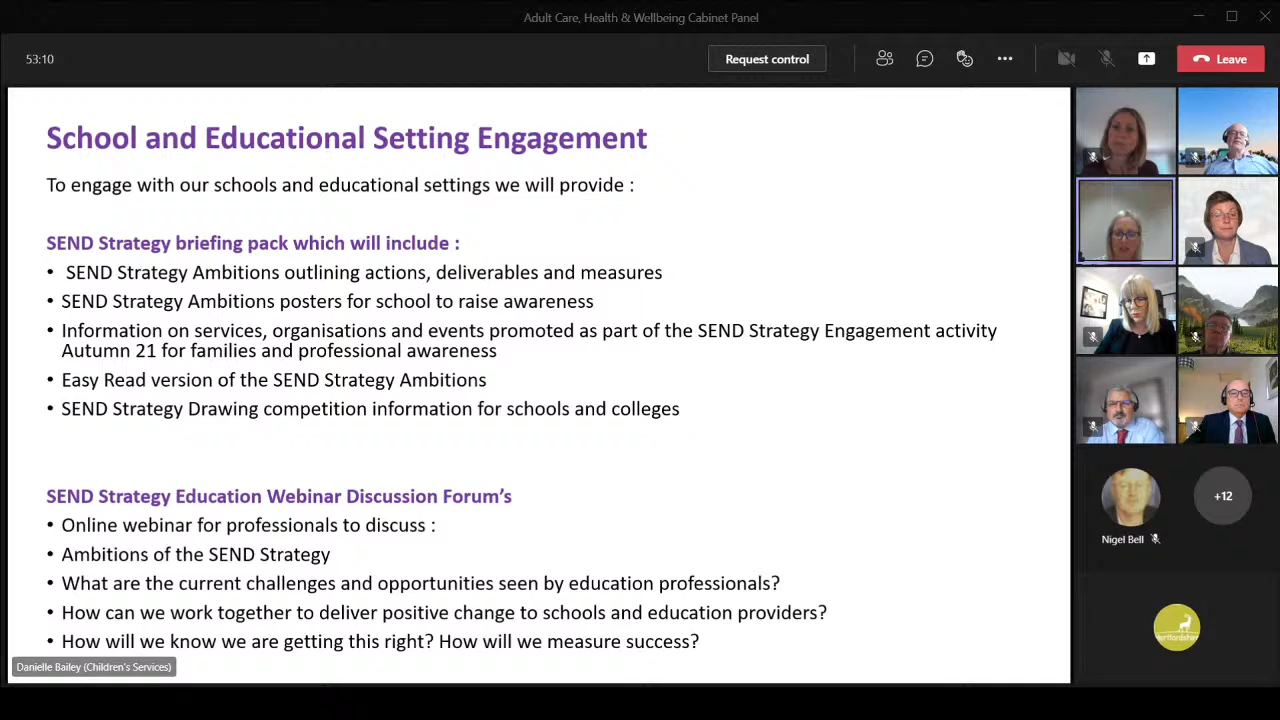 Adult Care, Health & Wellbeing Cabinet Panel
53:10
Request control
Leave
School and Educational Setting Engagement
To engage with our schools and educational settings we will provide :
SEND Strategy briefing pack which will include :
• SEND Strategy Ambitions outlining actions, deliverables and measures
• SEND Strategy Ambitions posters for school to raise awareness
• Information on services, organisations and events promoted as part of the SEND Strategy Engagement activity
Autumn 21 for families and professional awareness
• Easy Read version of the SEND Strategy Ambitions
• SEND Strategy Drawing competition information for schools and colleges
SEND Strategy Education Webinar Discussion Forum’s
• Online webinar for professionals to discuss :
• Ambitions of the SEND Strategy
• What are the current challenges and opportunities seen by education professionals?
• How can we work together to deliver positive change to schools and education providers?
• How will we know we are getting this right? How will we measure success?
Danielle Bailey (Children's Services)
+12
Nigel Bell